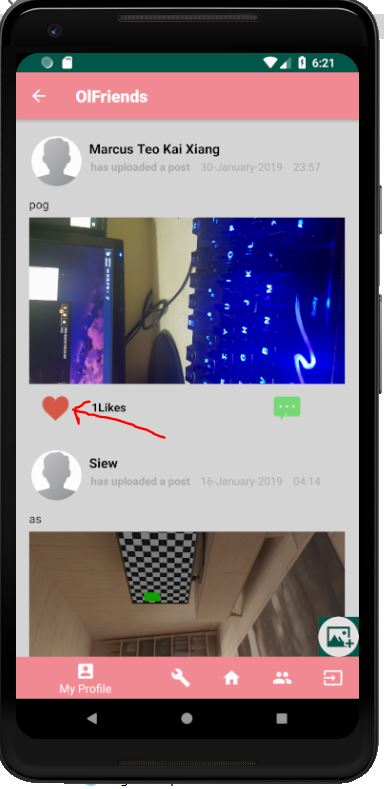 6:21
OlFriends
Marcus Teo Kai Xiang
has uploaded a post 30-January-2019 23:57
pog
1Likes
Siew
has uploaded a post 16-January-2019 04:14
as
My Profile